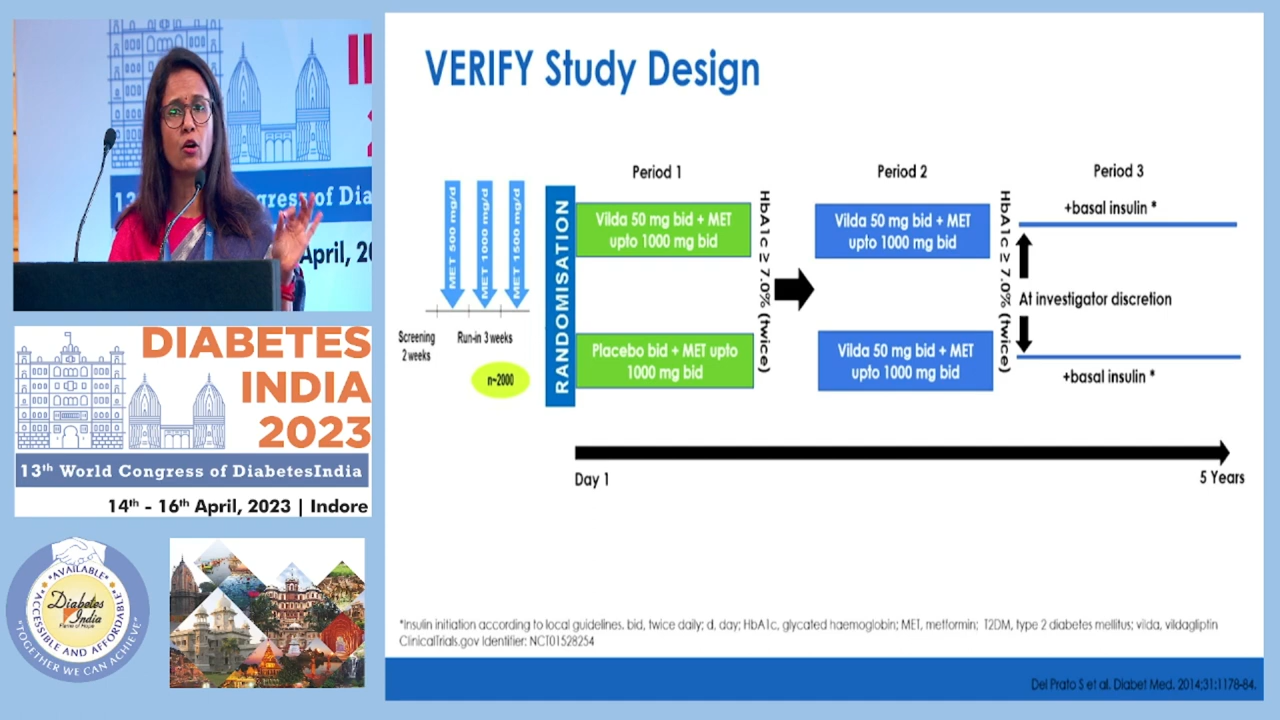 13
gress of Dia
April, 20
DIABETES
INDIA
2023
13th World Congress of DiabetesIndia
14th - 16th April, 2023 | Indore
*AVAILABLE*
*ACCESSIBLE AND AFFORDABLE*
"TOGETHER WE CAN ACHIEVE"
Diabetes
India
VERIFY Study Design
Period 1
Period 2
Period 3
MET 500 mg/d
MET 1000 mg/d
MET 1500 mg/d
Screening
2 weeks
Run-in 3 weeks
n~2000
RANDOMISATION
Vilda 50 mg bid + MET
upto 1000 mg bid
Placebo bid + MET upto
1000 mg bid
HbA1c ≥ 7.0% (twice)
Vilda 50 mg bid + MET
upto 1000 mg bid
Vilda 50 mg bid + MET
upto 1000 mg bid
HbA1c ≥ 7.0% (twice)
+basal insulin *
At investigator discretion
+basal insulin *
Day 1
5 Years
*Insulin initiation according to local guidelines. bid, twice daily; d, day; HbA1c, glycated haemoglobin; MET, metformin; T2DM, type 2 diabetes mellitus; vilda, vildagliptin
ClinicalTrials.gov Identifier: NCT01528254
Del Prato S et al. Diabet Med. 2014;31:1178-84.